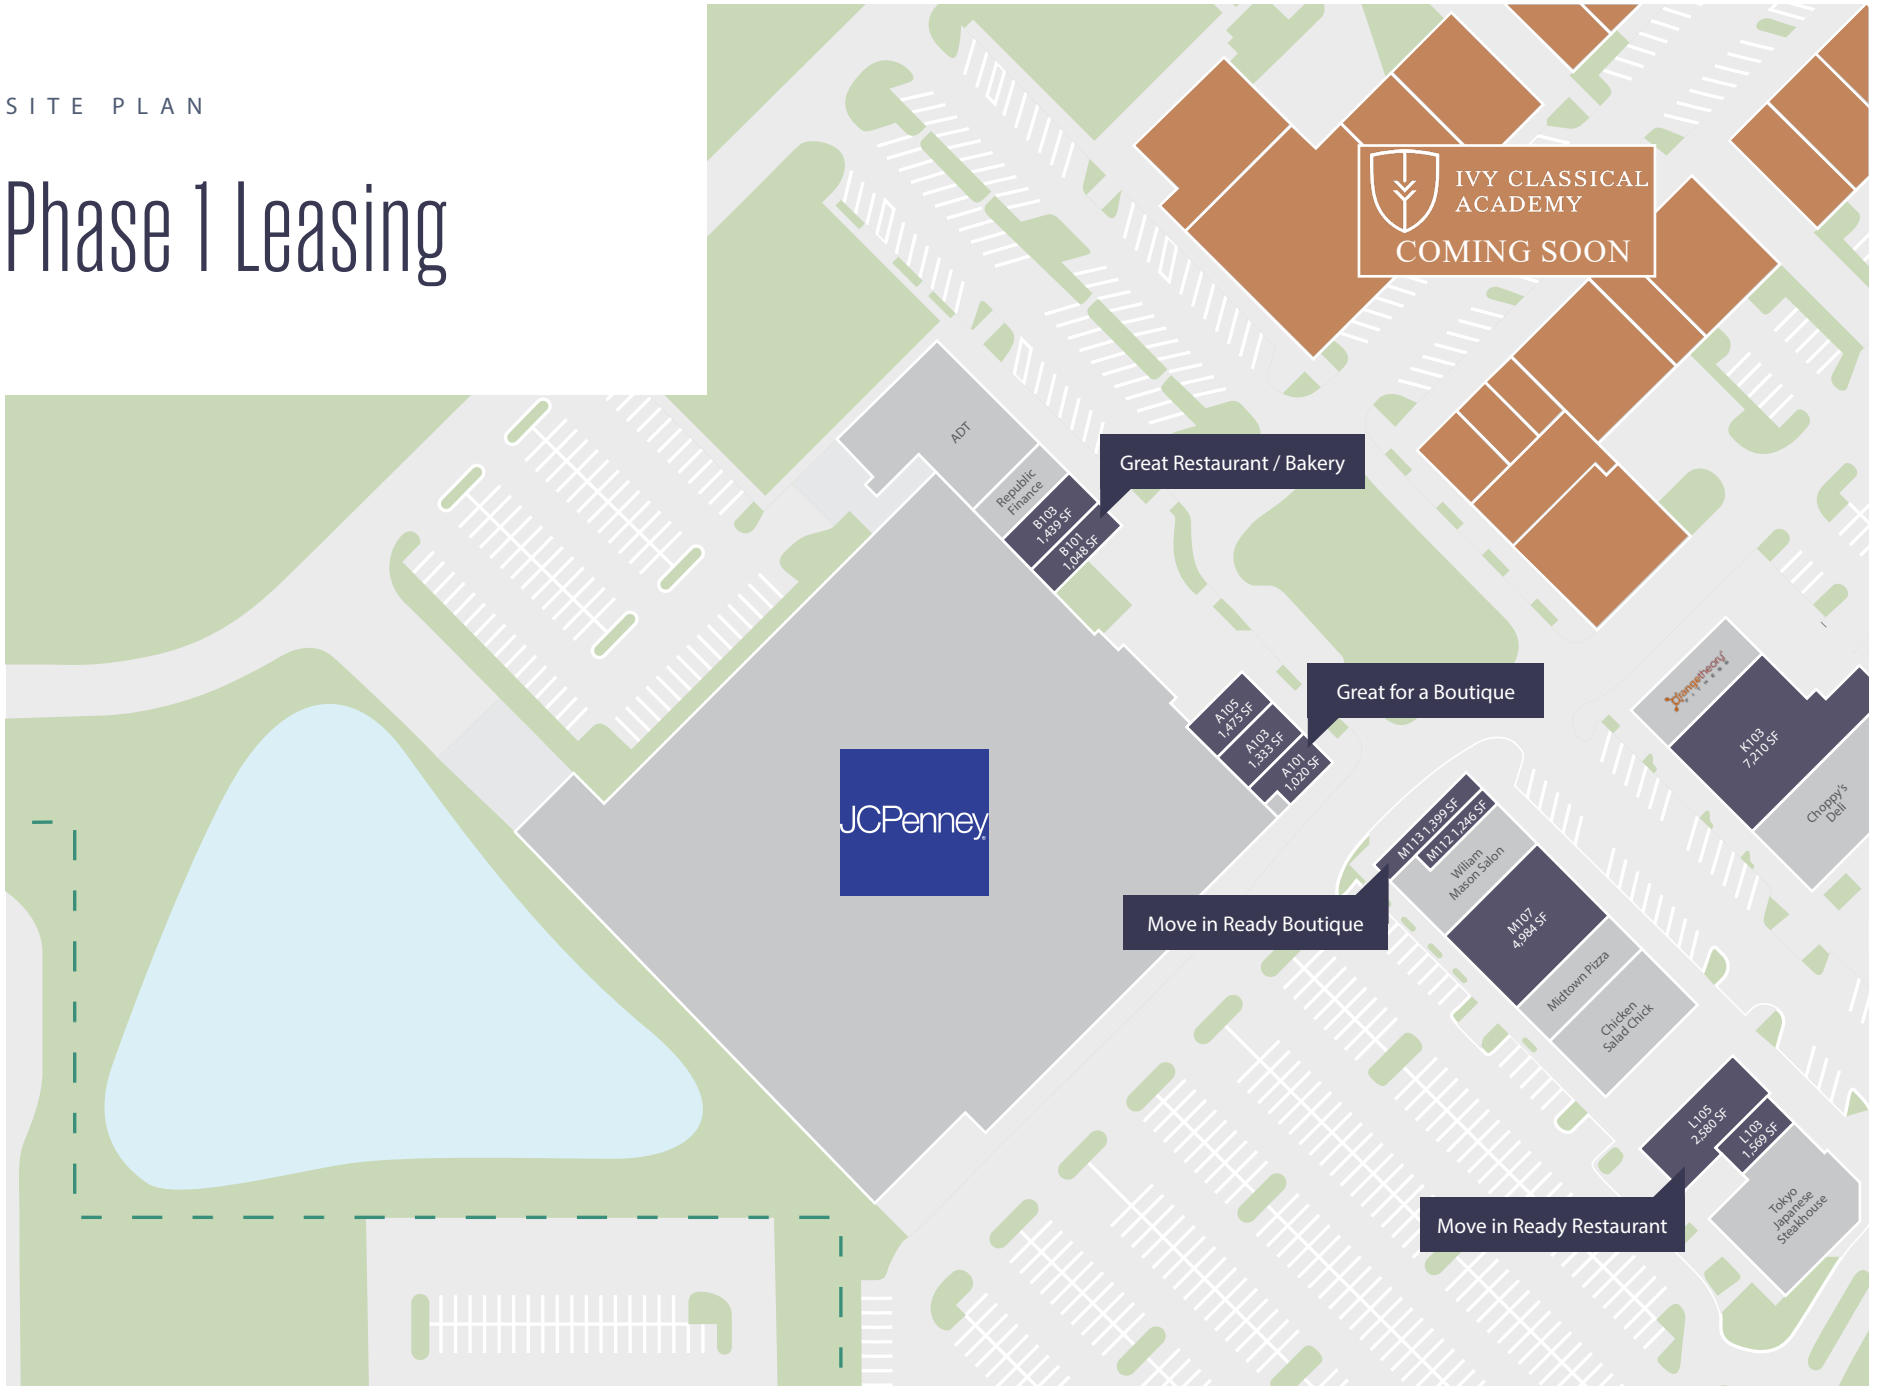 SITE PLAN
Phase 1 Leasing
IVY CLASSICAL
ACADEMY
COMING SOON
ADT
Republic
Finance
B103
1,439 SF
B101
1,048 SF
Great Restaurant / Bakery
A105
1,475 SF
A103
1,333 SF
A101
1,020 SF
Great for a Boutique
Orangetheory
FITNESS
K103
7,210 SF
Choppy's
Deli
JCPenney
M113 1,399 SF
M112 1,246 SF
Wiliam
Mason Salon
Move in Ready Boutique
M107
4,984 SF
Midtown Pizza
Chicken
Salad Chick
L105
2,580 SF
L103
1,569 SF
Tokyo
Japanese
Steakhouse
Move in Ready Restaurant